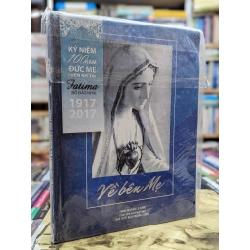 KỶ NIỆM
100 NĂM
ĐỨC MẸ
HIỆN RA TẠI
Fatima
BỒ ĐÀO NHA
1917
2017
Về bên Mẹ